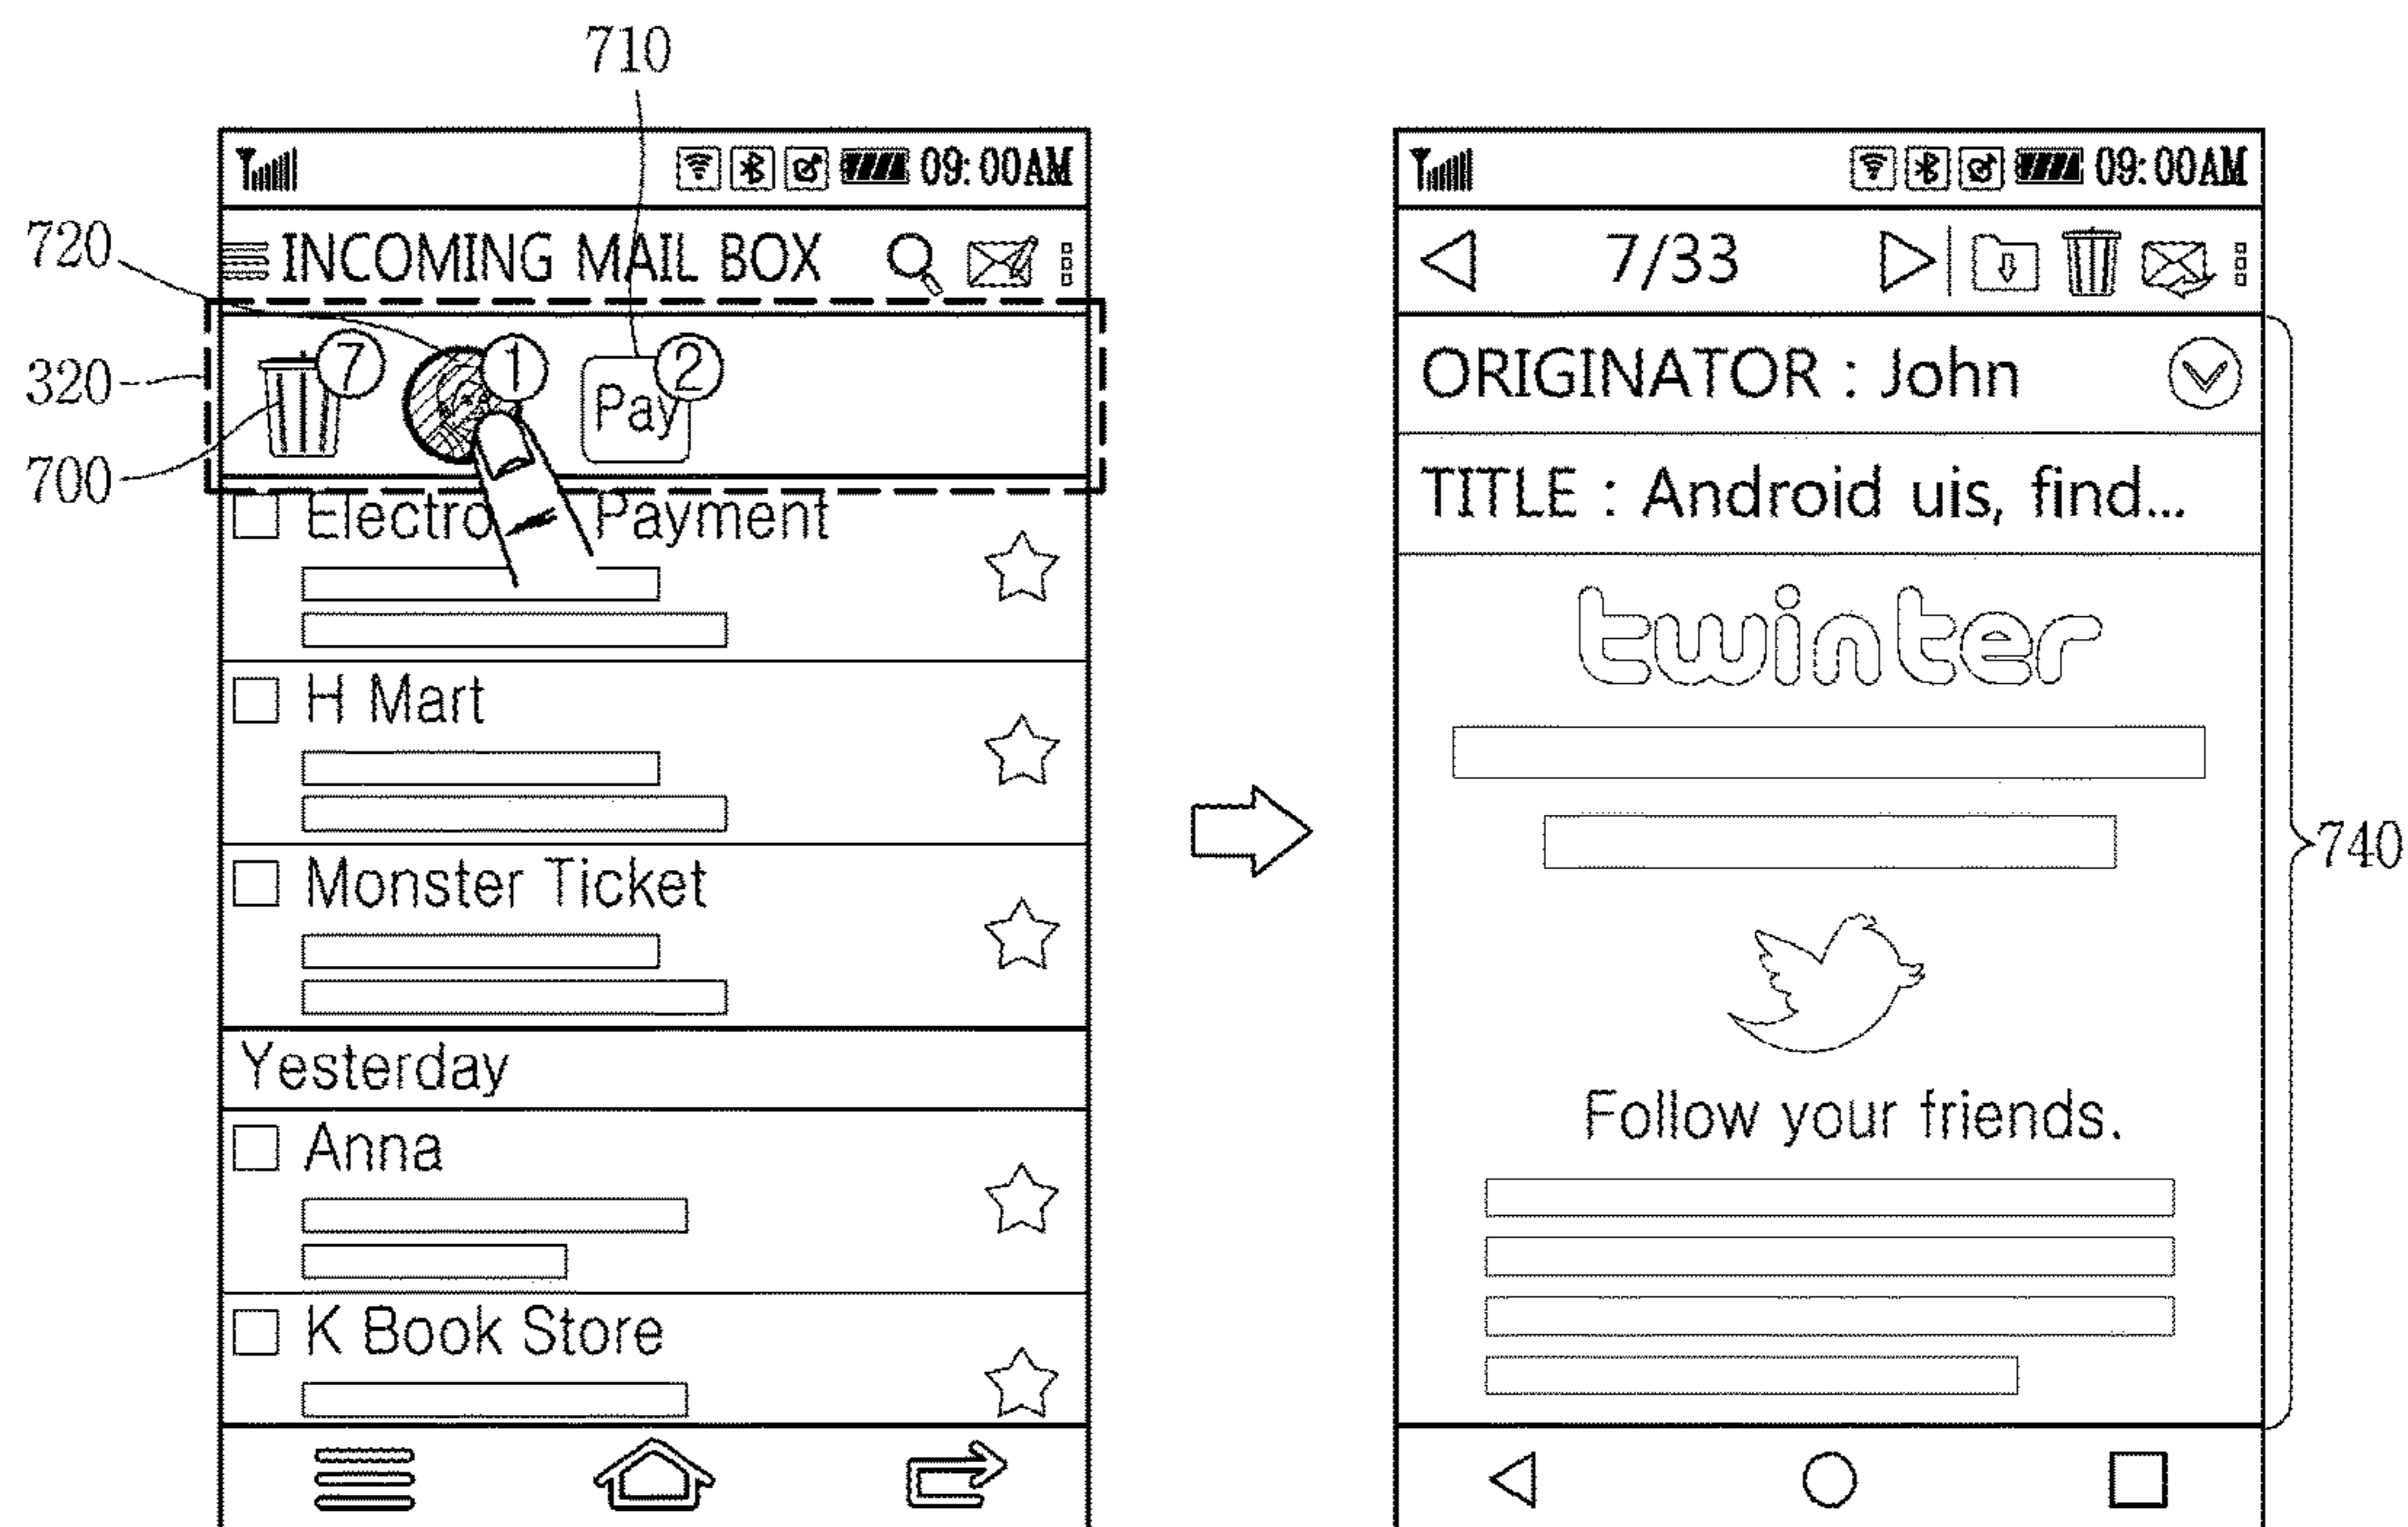 710
09:00AM
INCOMING MAIL BOX
720
320
700
7
1
Pay
2
Electro Payment
H Mart
Monster Ticket
Yesterday
Anna
K Book Store
09:00AM
7/33
ORIGINATOR : John
TITLE : Android uis, find...
twinter
Follow your friends.
740